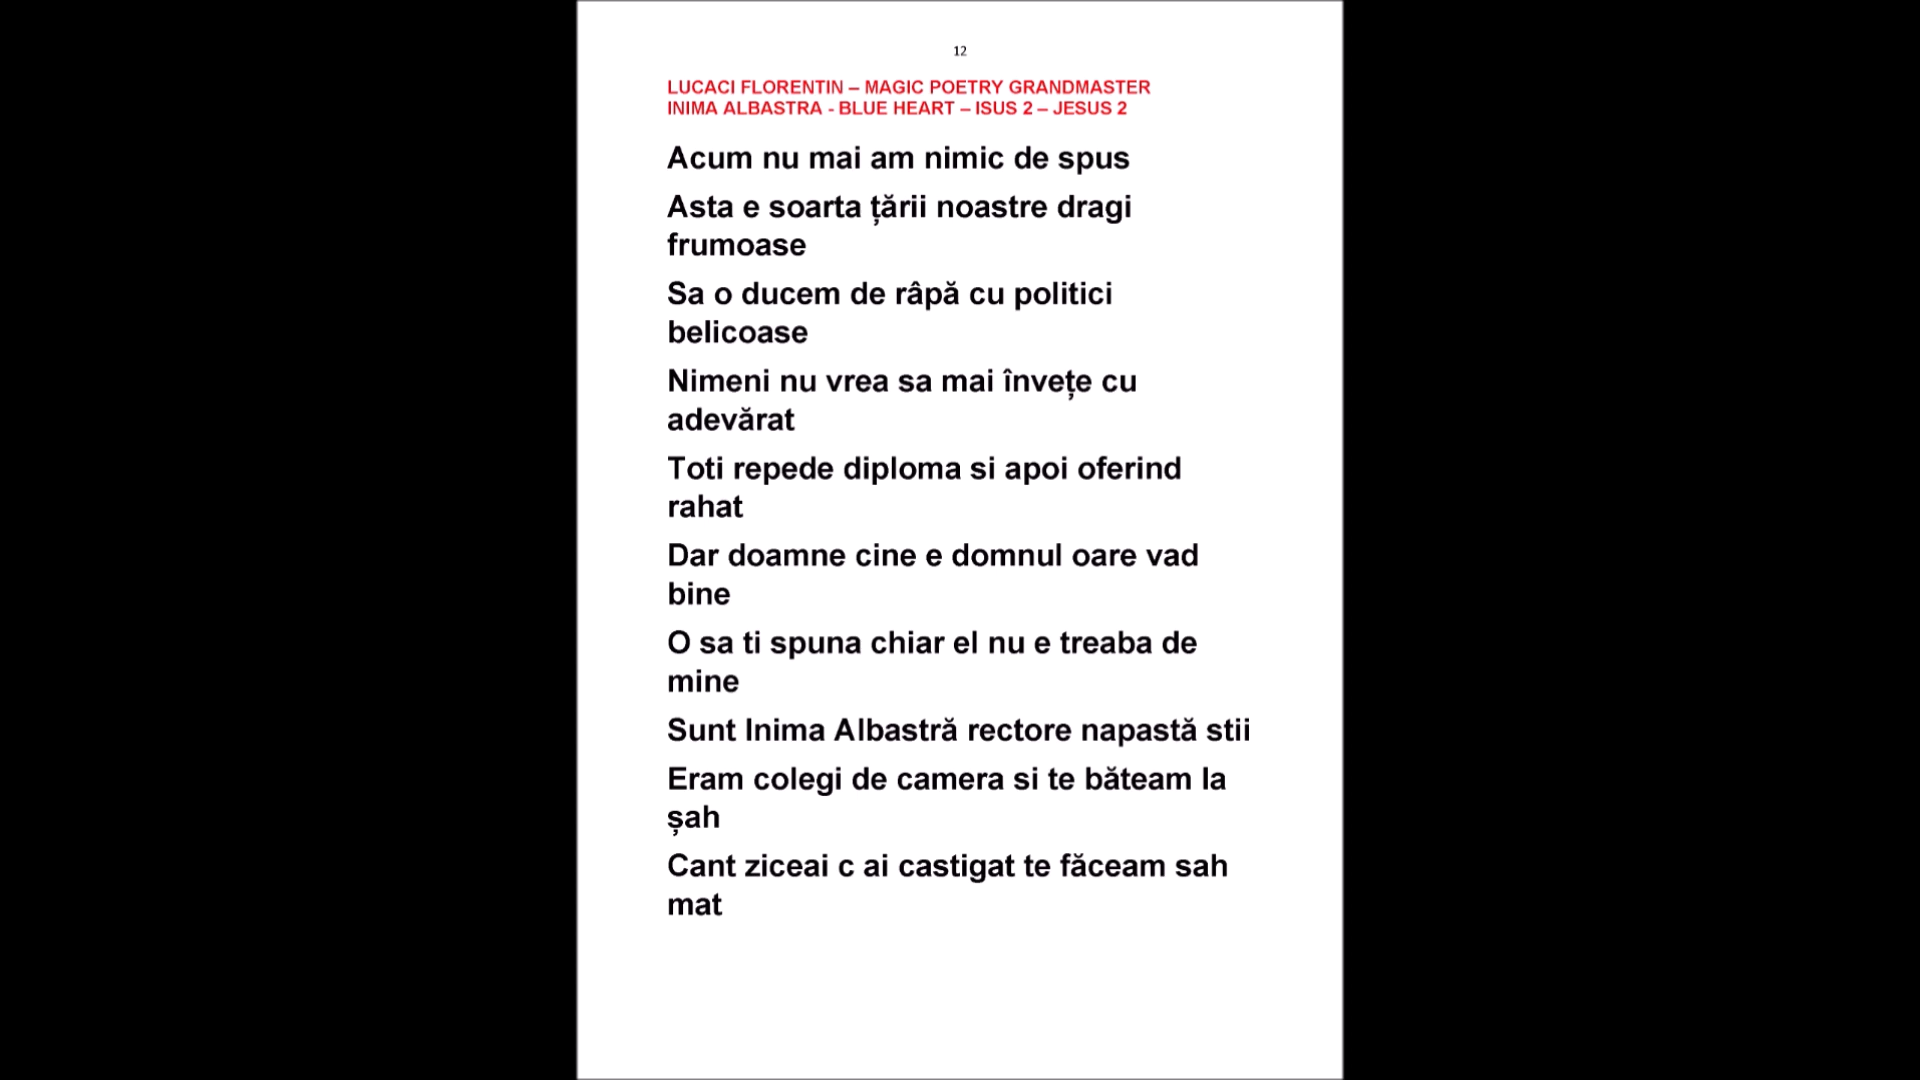 12
LUCACI FLORENTIN – MAGIC POETRY GRANDMASTER
INIMA ALBASTRA - BLUE HEART – ISUS 2 – JESUS 2
Acum nu mai am nimic de spus
Asta e soarta țării noastre dragi
frumoase
Sa o ducem de râpă cu politici
belicoase
Nimeni nu vrea sa mai învețe cu
adevărat
Toti repede diploma si apoi oferind
rahat
Dar doamne cine e domnul oare vad
bine
O sa ti spuna chiar el nu e treaba de
mine
Sunt Inima Albastră rectore napastă stii
Eram colegi de camera si te băteam la
șah
Cant ziceai c ai castigat te făceam sah
mat